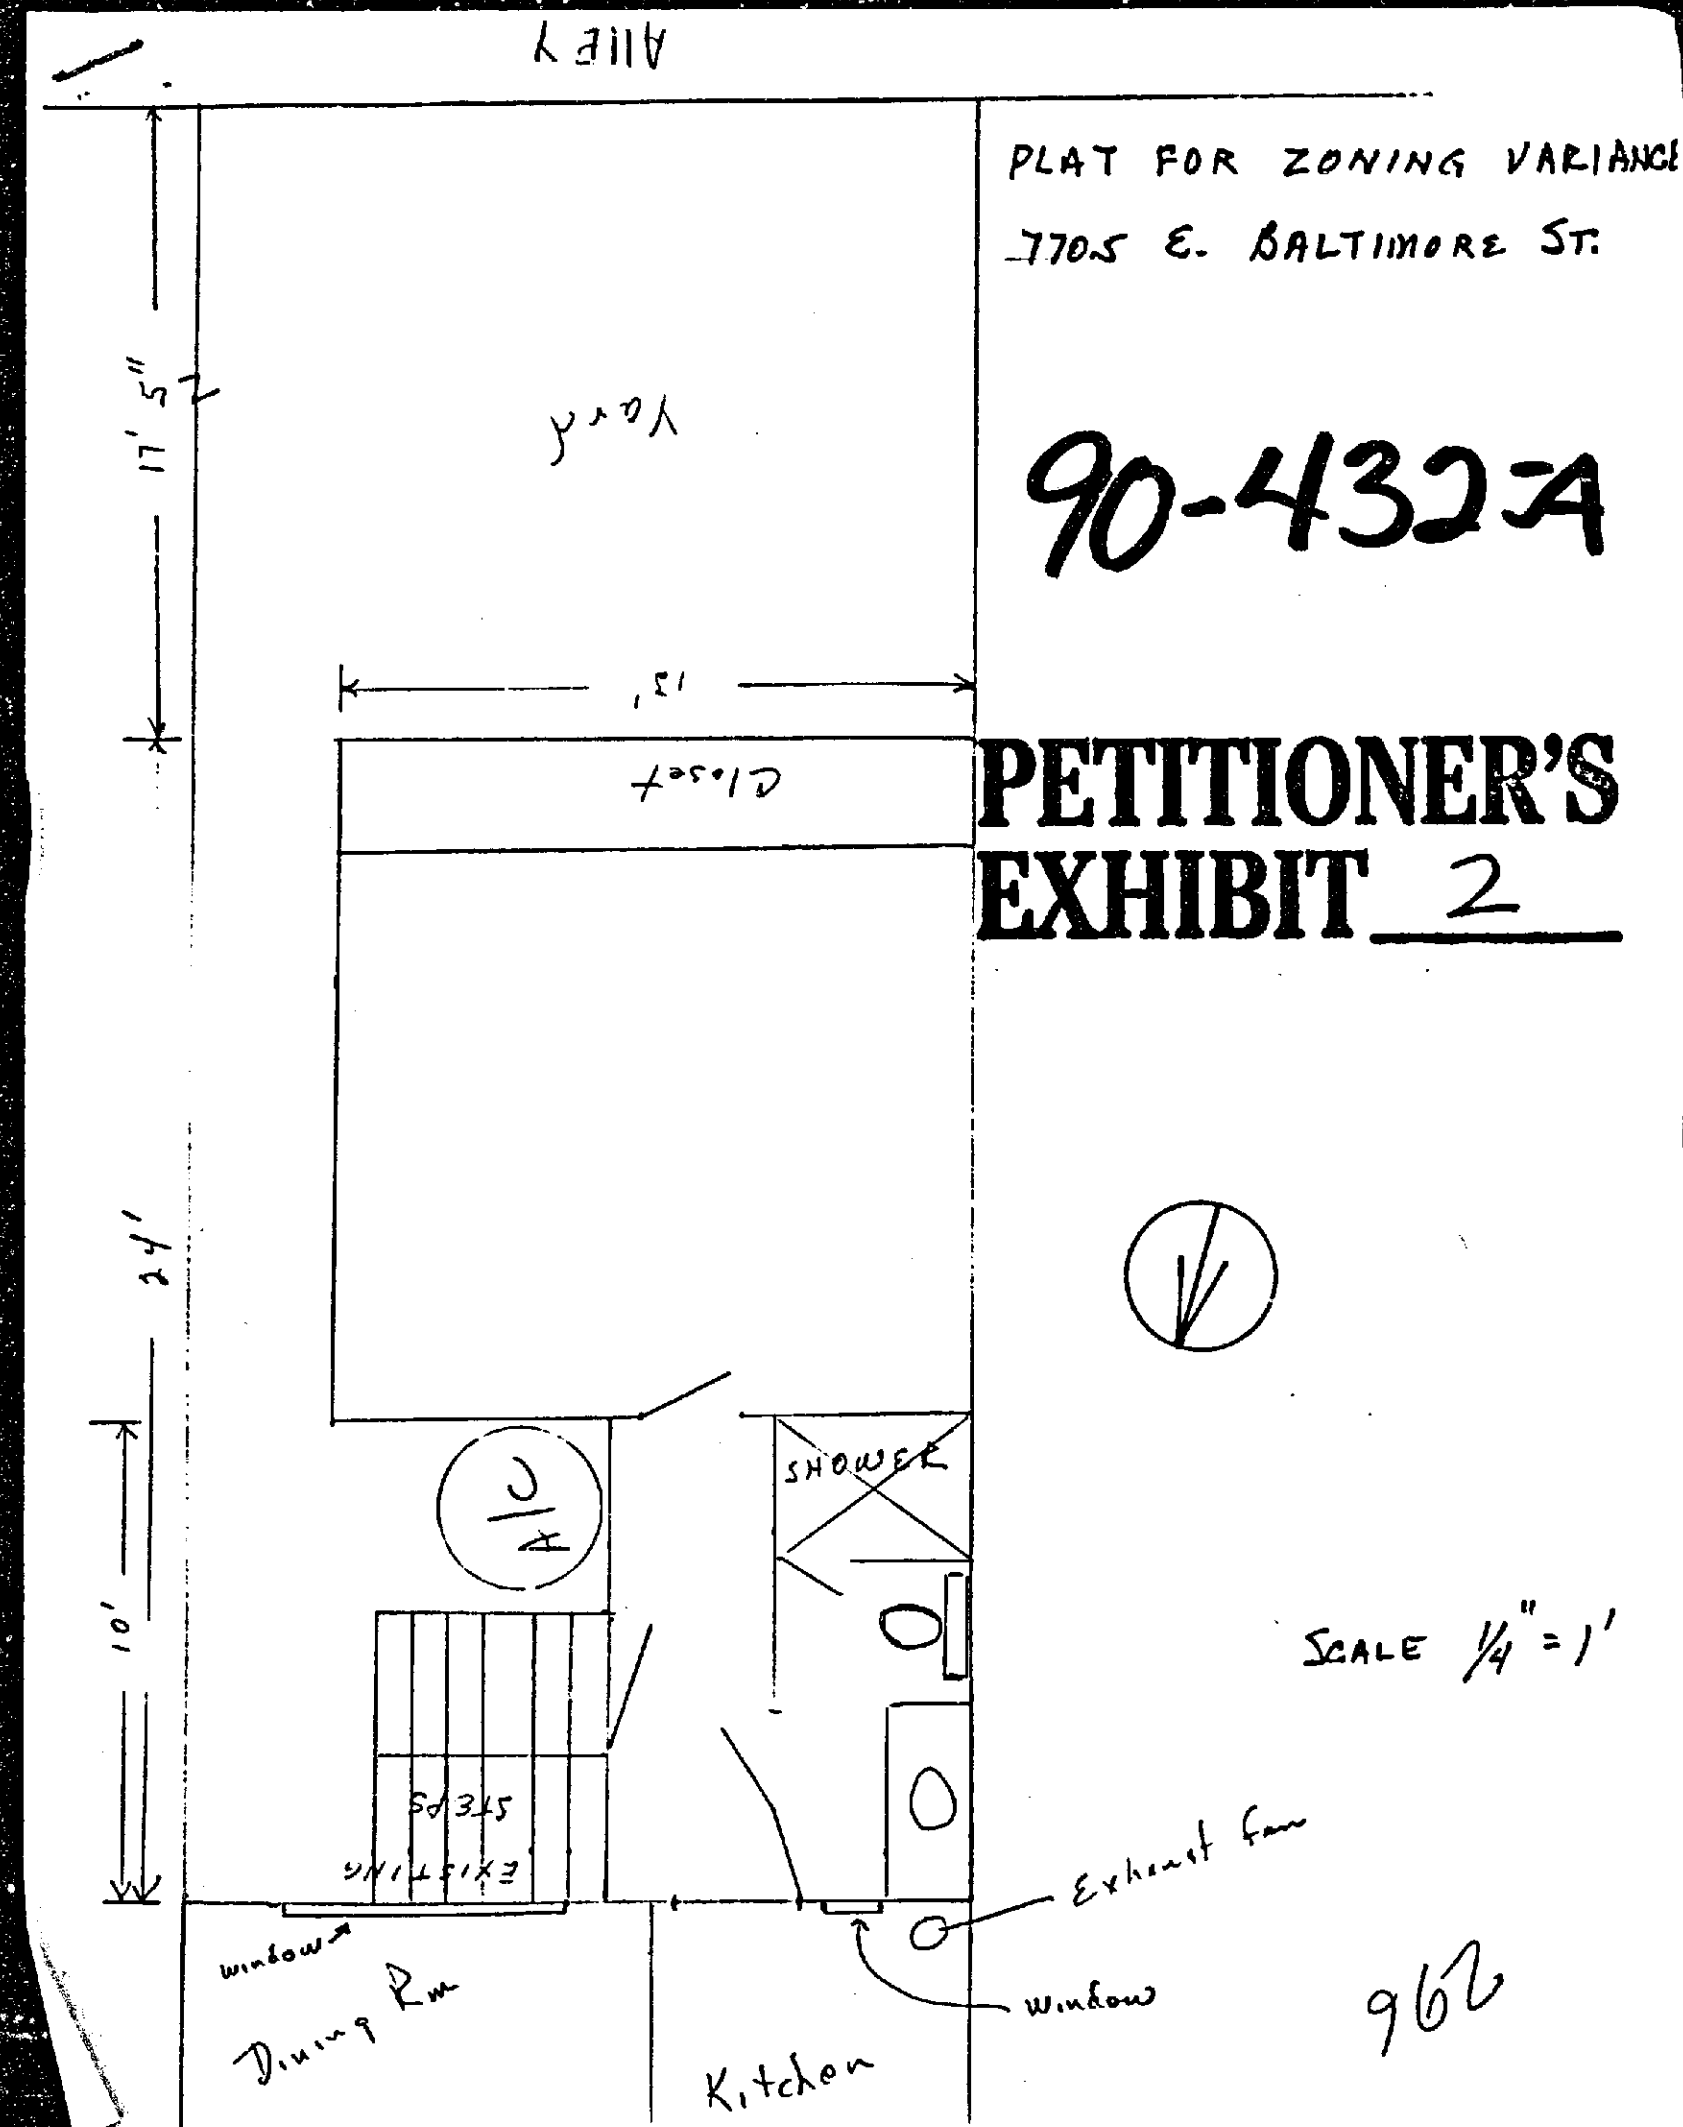 Alley
PLAT FOR ZONING VARIANCE
7705 E. BALTIMORE ST.
17' 5"
Yard
90-432-A
13'
Closet
PETITIONER'S
EXHIBIT 2
24'
10'
A/C
SHOWER
SCALE 1/4" = 1'
EXISTING
STEPS
Exhaust fan
window
window
Dining Rm
Kitchen
962